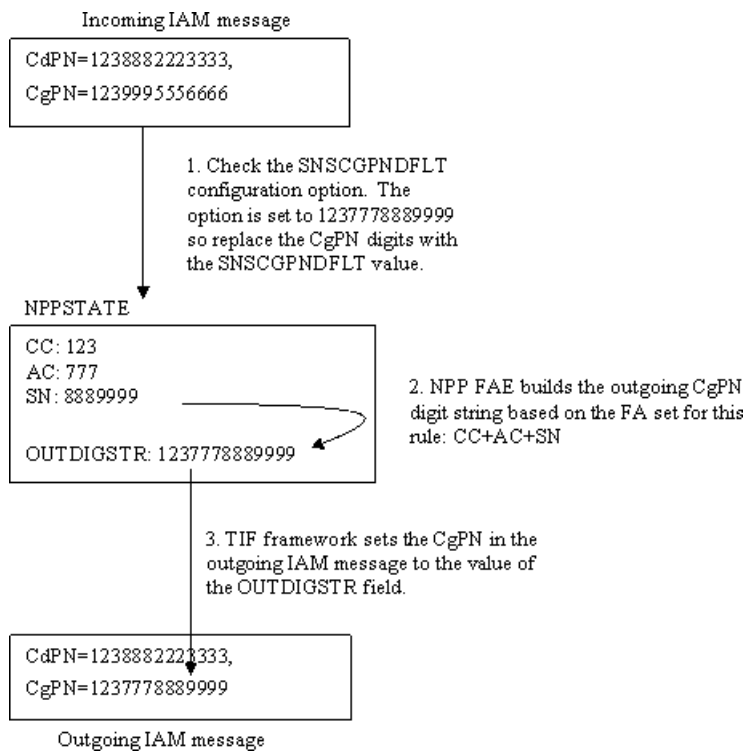 Incoming IAM message
CdPN=1238882223333,
CgPN=1239995556666
1. Check the SNSCGPNDFLT
configuration option. The
option is set to 1237778889999
so replace the CgPN digits with
the SNSCGPNDFLT value.
NPPSTATE
CC: 123
AC: 777
SN: 8889999
OUTDIGSTR: 1237778889999
2. NPP FAE builds the outgoing CgPN
digit string based on the FA set for this
rule: CC+AC+SN
3. TIF framework sets the CgPN in the
outgoing IAM message to the value of
the OUTDIGSTR field.
CdPN=1238882223333,
CgPN=1237778889999
Outgoing IAM message